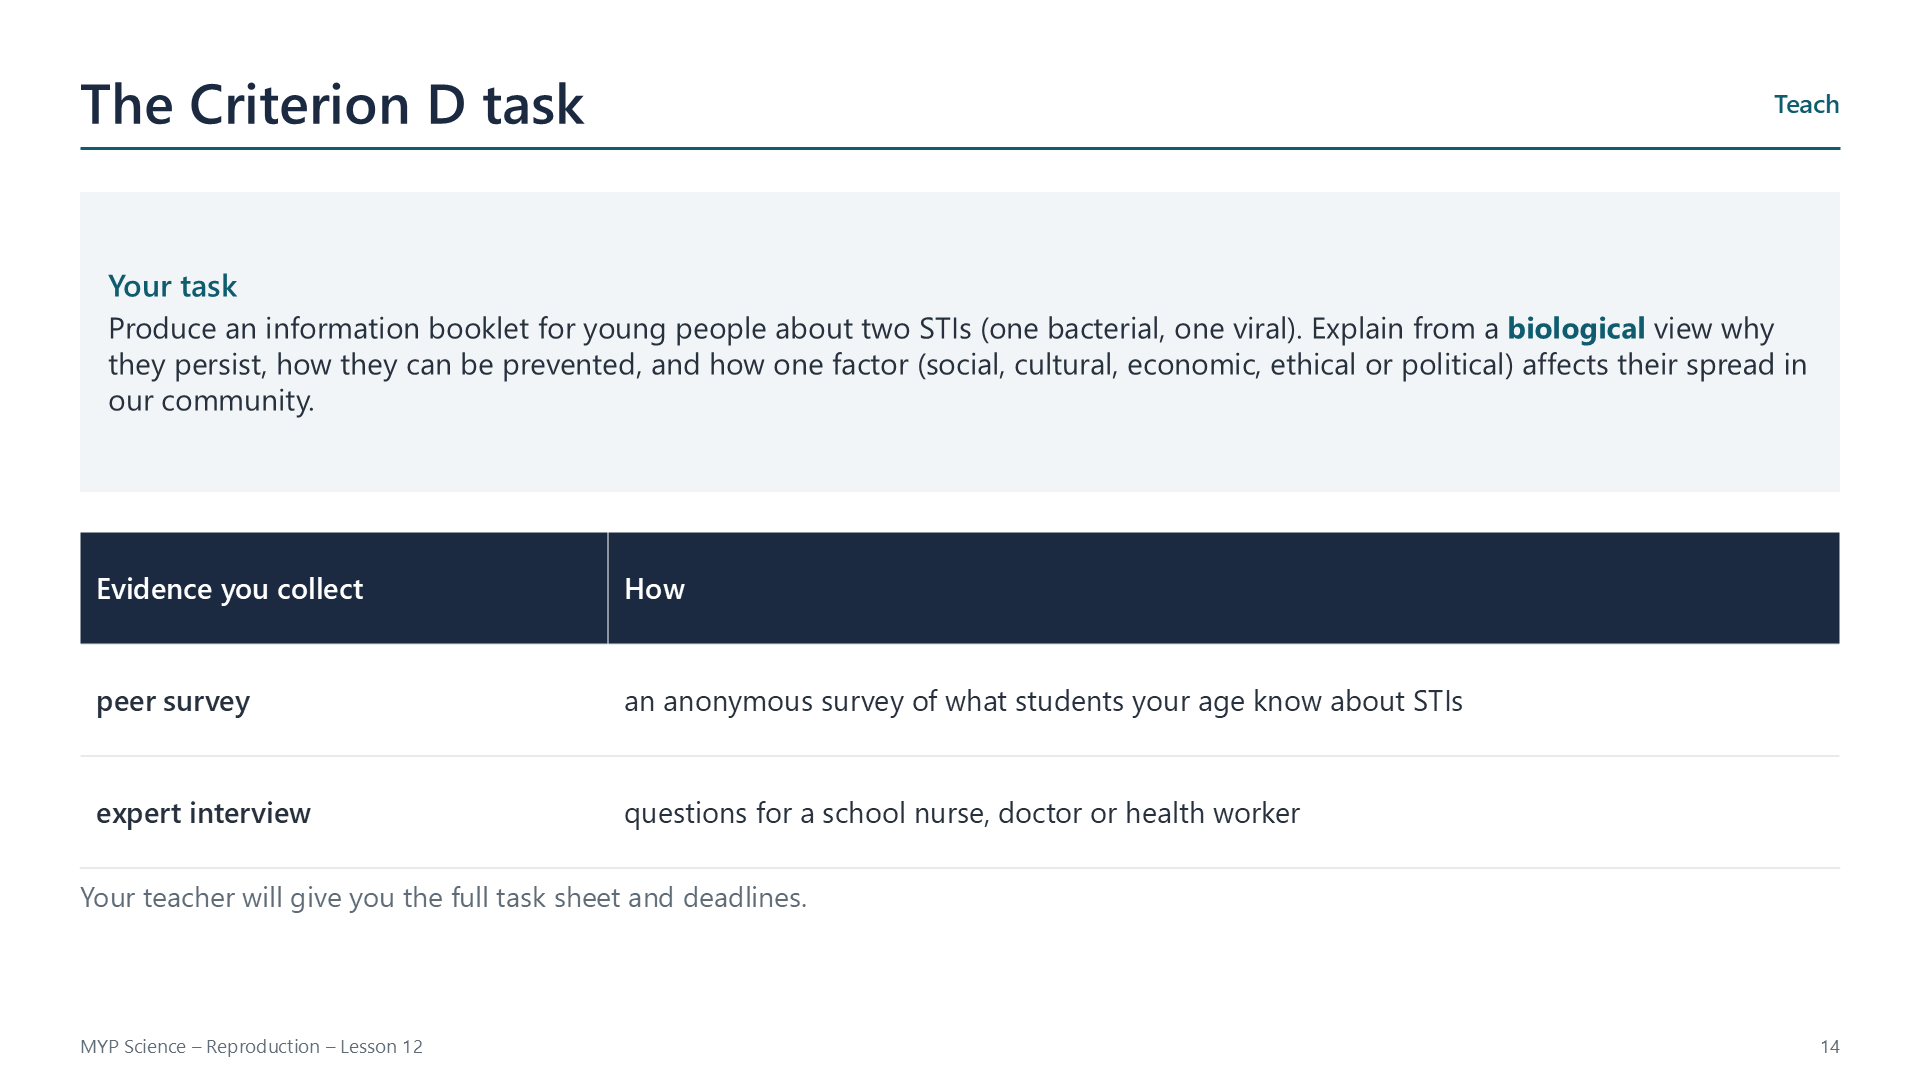 The Criterion D task
Teach
Your task
Produce an information booklet for young people about two STIs (one bacterial, one viral). Explain from a biological view why
they persist, how they can be prevented, and how one factor (social, cultural, economic, ethical or political) affects their spread in
our community.
Evidence you collect
How
peer survey
an anonymous survey of what students your age know about STIs
expert interview
questions for a school nurse, doctor or health worker
Your teacher will give you the full task sheet and deadlines.
MYP Science – Reproduction – Lesson 12
14